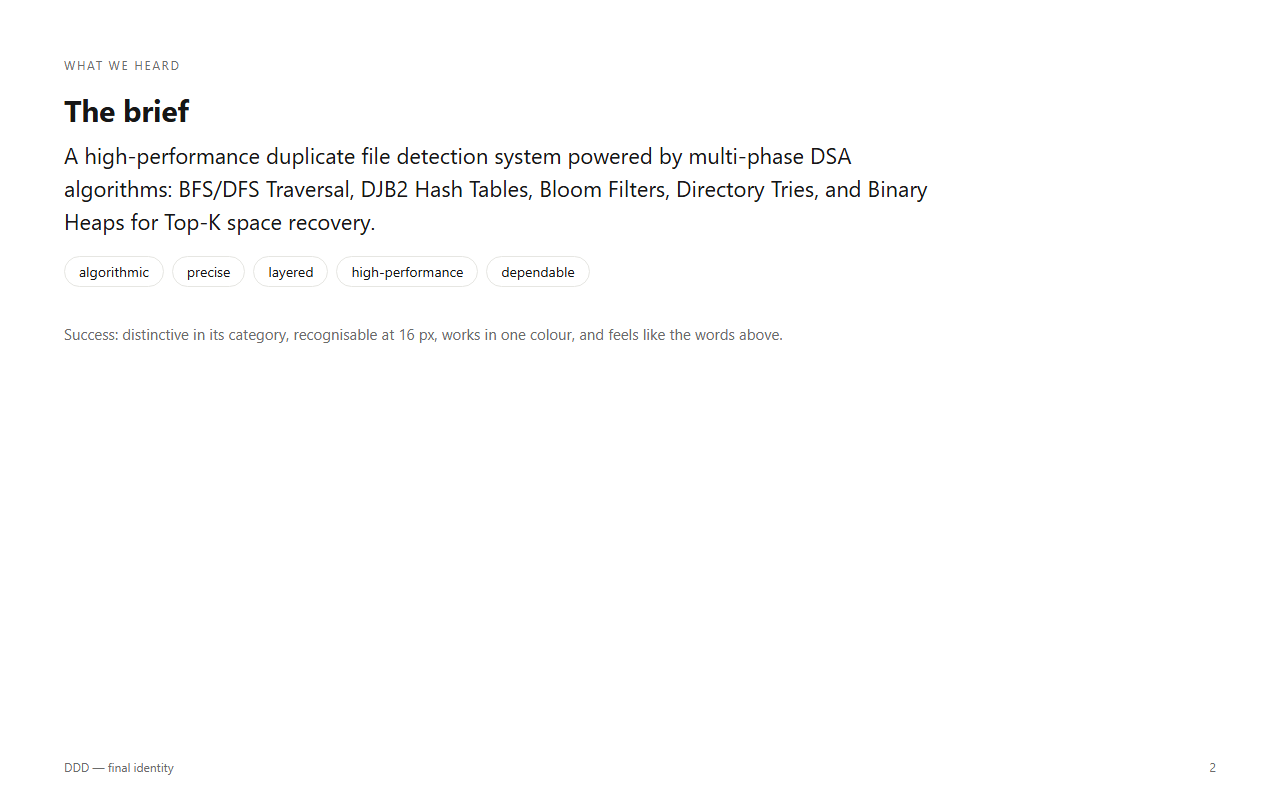 WHAT WE HEARD
The brief
A high-performance duplicate file detection system powered by multi-phase DSA
algorithms: BFS/DFS Traversal, DJB2 Hash Tables, Bloom Filters, Directory Tries, and Binary
Heaps for Top-K space recovery.
algorithmic precise layered high-performance dependable
Success: distinctive in its category, recognisable at 16 px, works in one colour, and feels like the words above.
DDD — final identity 2